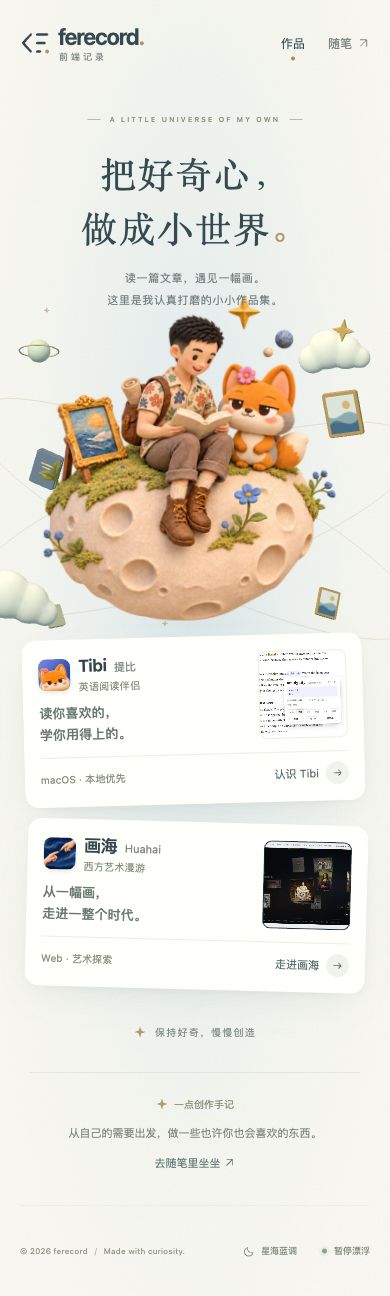 ferecord.
前端记录
作品
随笔 ↗
A LITTLE UNIVERSE OF MY OWN
把好奇心，
做成小世界。
读一篇文章，遇见一幅画。
这里是我认真打磨的小小作品集。
Tibi 提比
英语阅读伴侣
读你喜欢的，
学你用得上的。
macOS · 本地优先
认识 Tibi →
画海 Huahai
西方艺术漫游
从一幅画，
走进一整个时代。
Web · 艺术探索
走进画海 →
保持好奇，慢慢创造
一点创作手记
从自己的需要出发，做一些也许你也会喜欢的东西。
去随笔里坐坐 ↗
© 2026 ferecord / Made with curiosity.
星海蓝调
暂停漂浮